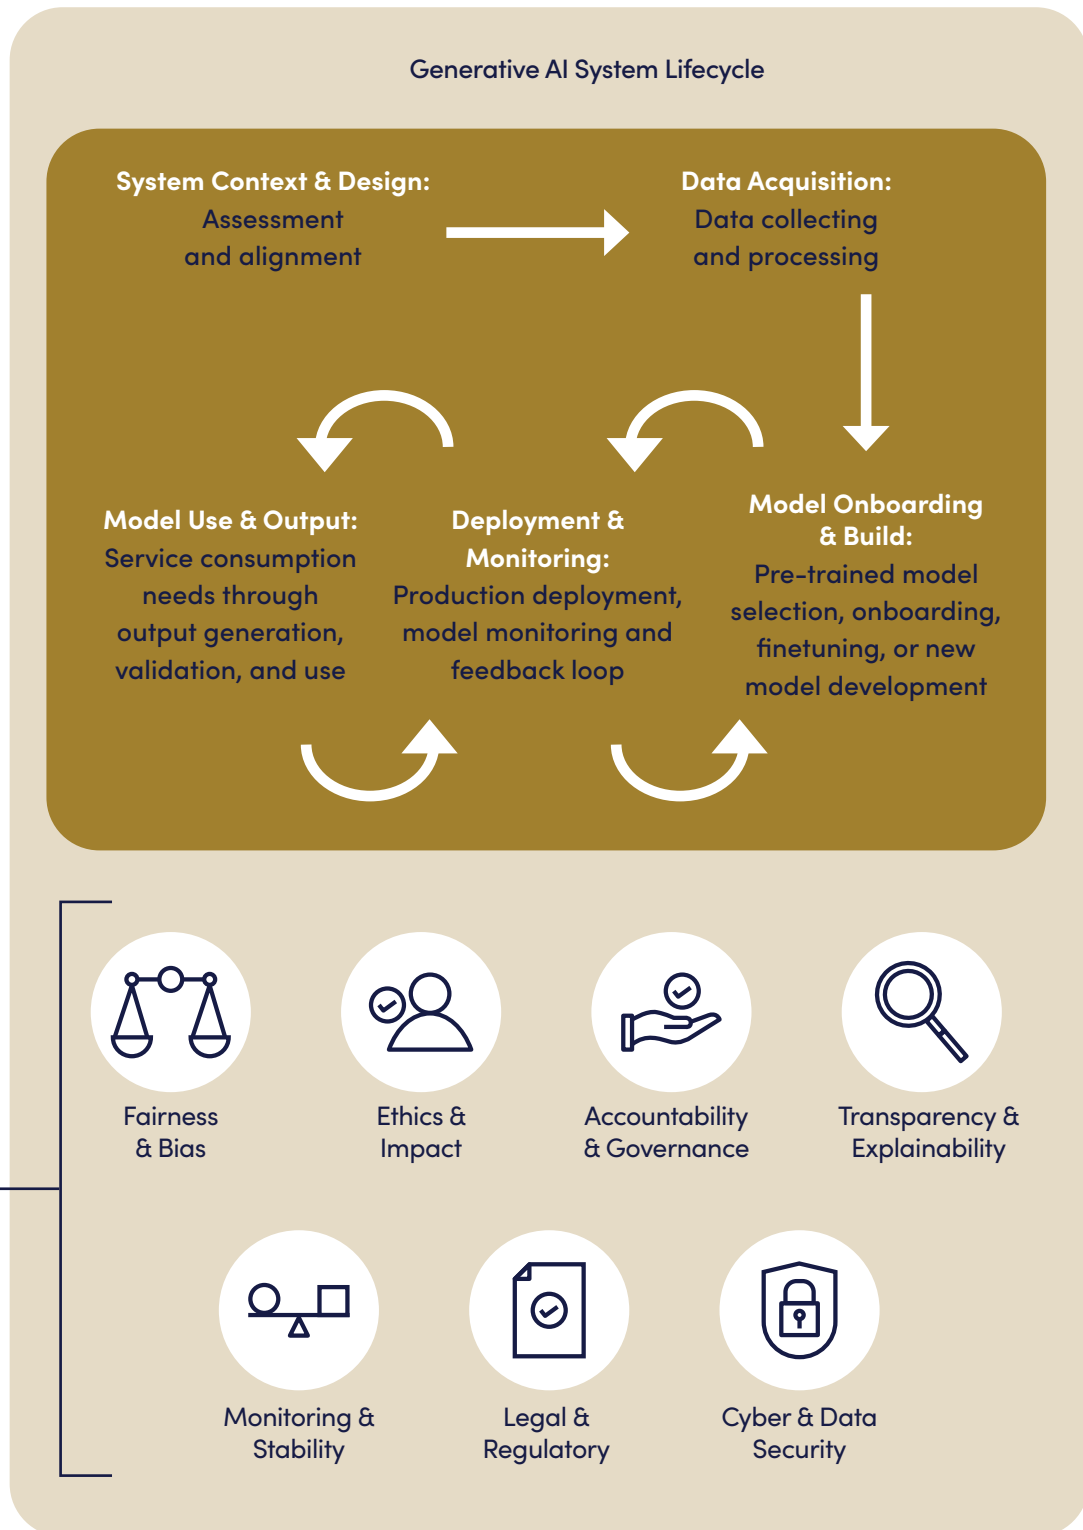 Generative AI System Lifecycle
System Context & Design:
Assessment
and alignment
Data Acquisition:
Data collecting
and processing
Model Use & Output:
Service consumption
needs through
output generation,
validation, and use
Deployment &
Monitoring:
Production deployment,
model monitoring and
feedback loop
Model Onboarding
& Build:
Pre-trained model
selection, onboarding,
finetuning, or new
model development
Fairness
& Bias
Ethics &
Impact
Accountability
& Governance
Transparency &
Explainability
Monitoring &
Stability
Legal &
Regulatory
Cyber & Data
Security